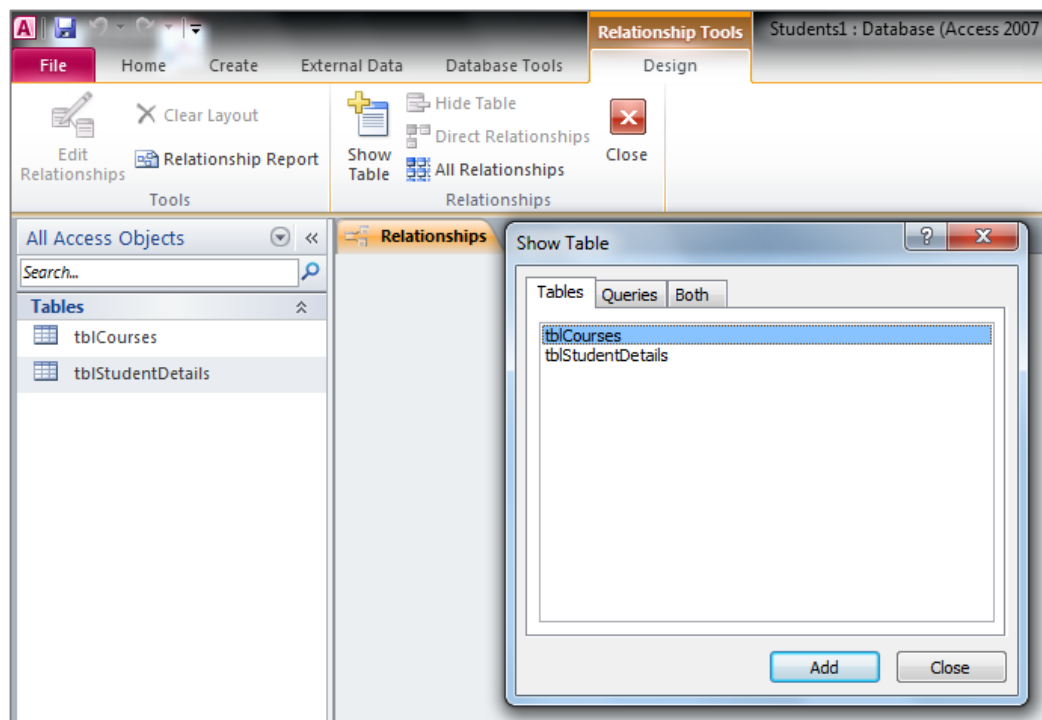 A
Relationship Tools
Students1 : Database (Access 2007
File Home Create External Data Database Tools Design
Edit Relationships
Clear Layout
Relationship Report
Tools
Show Table
Hide Table
Direct Relationships
All Relationships
Relationships
Close
All Access Objects «
Search...
Tables
tblCourses
tblStudentDetails
Relationships
Show Table ? X
Tables Queries Both
tblCourses
tblStudentDetails
Add Close